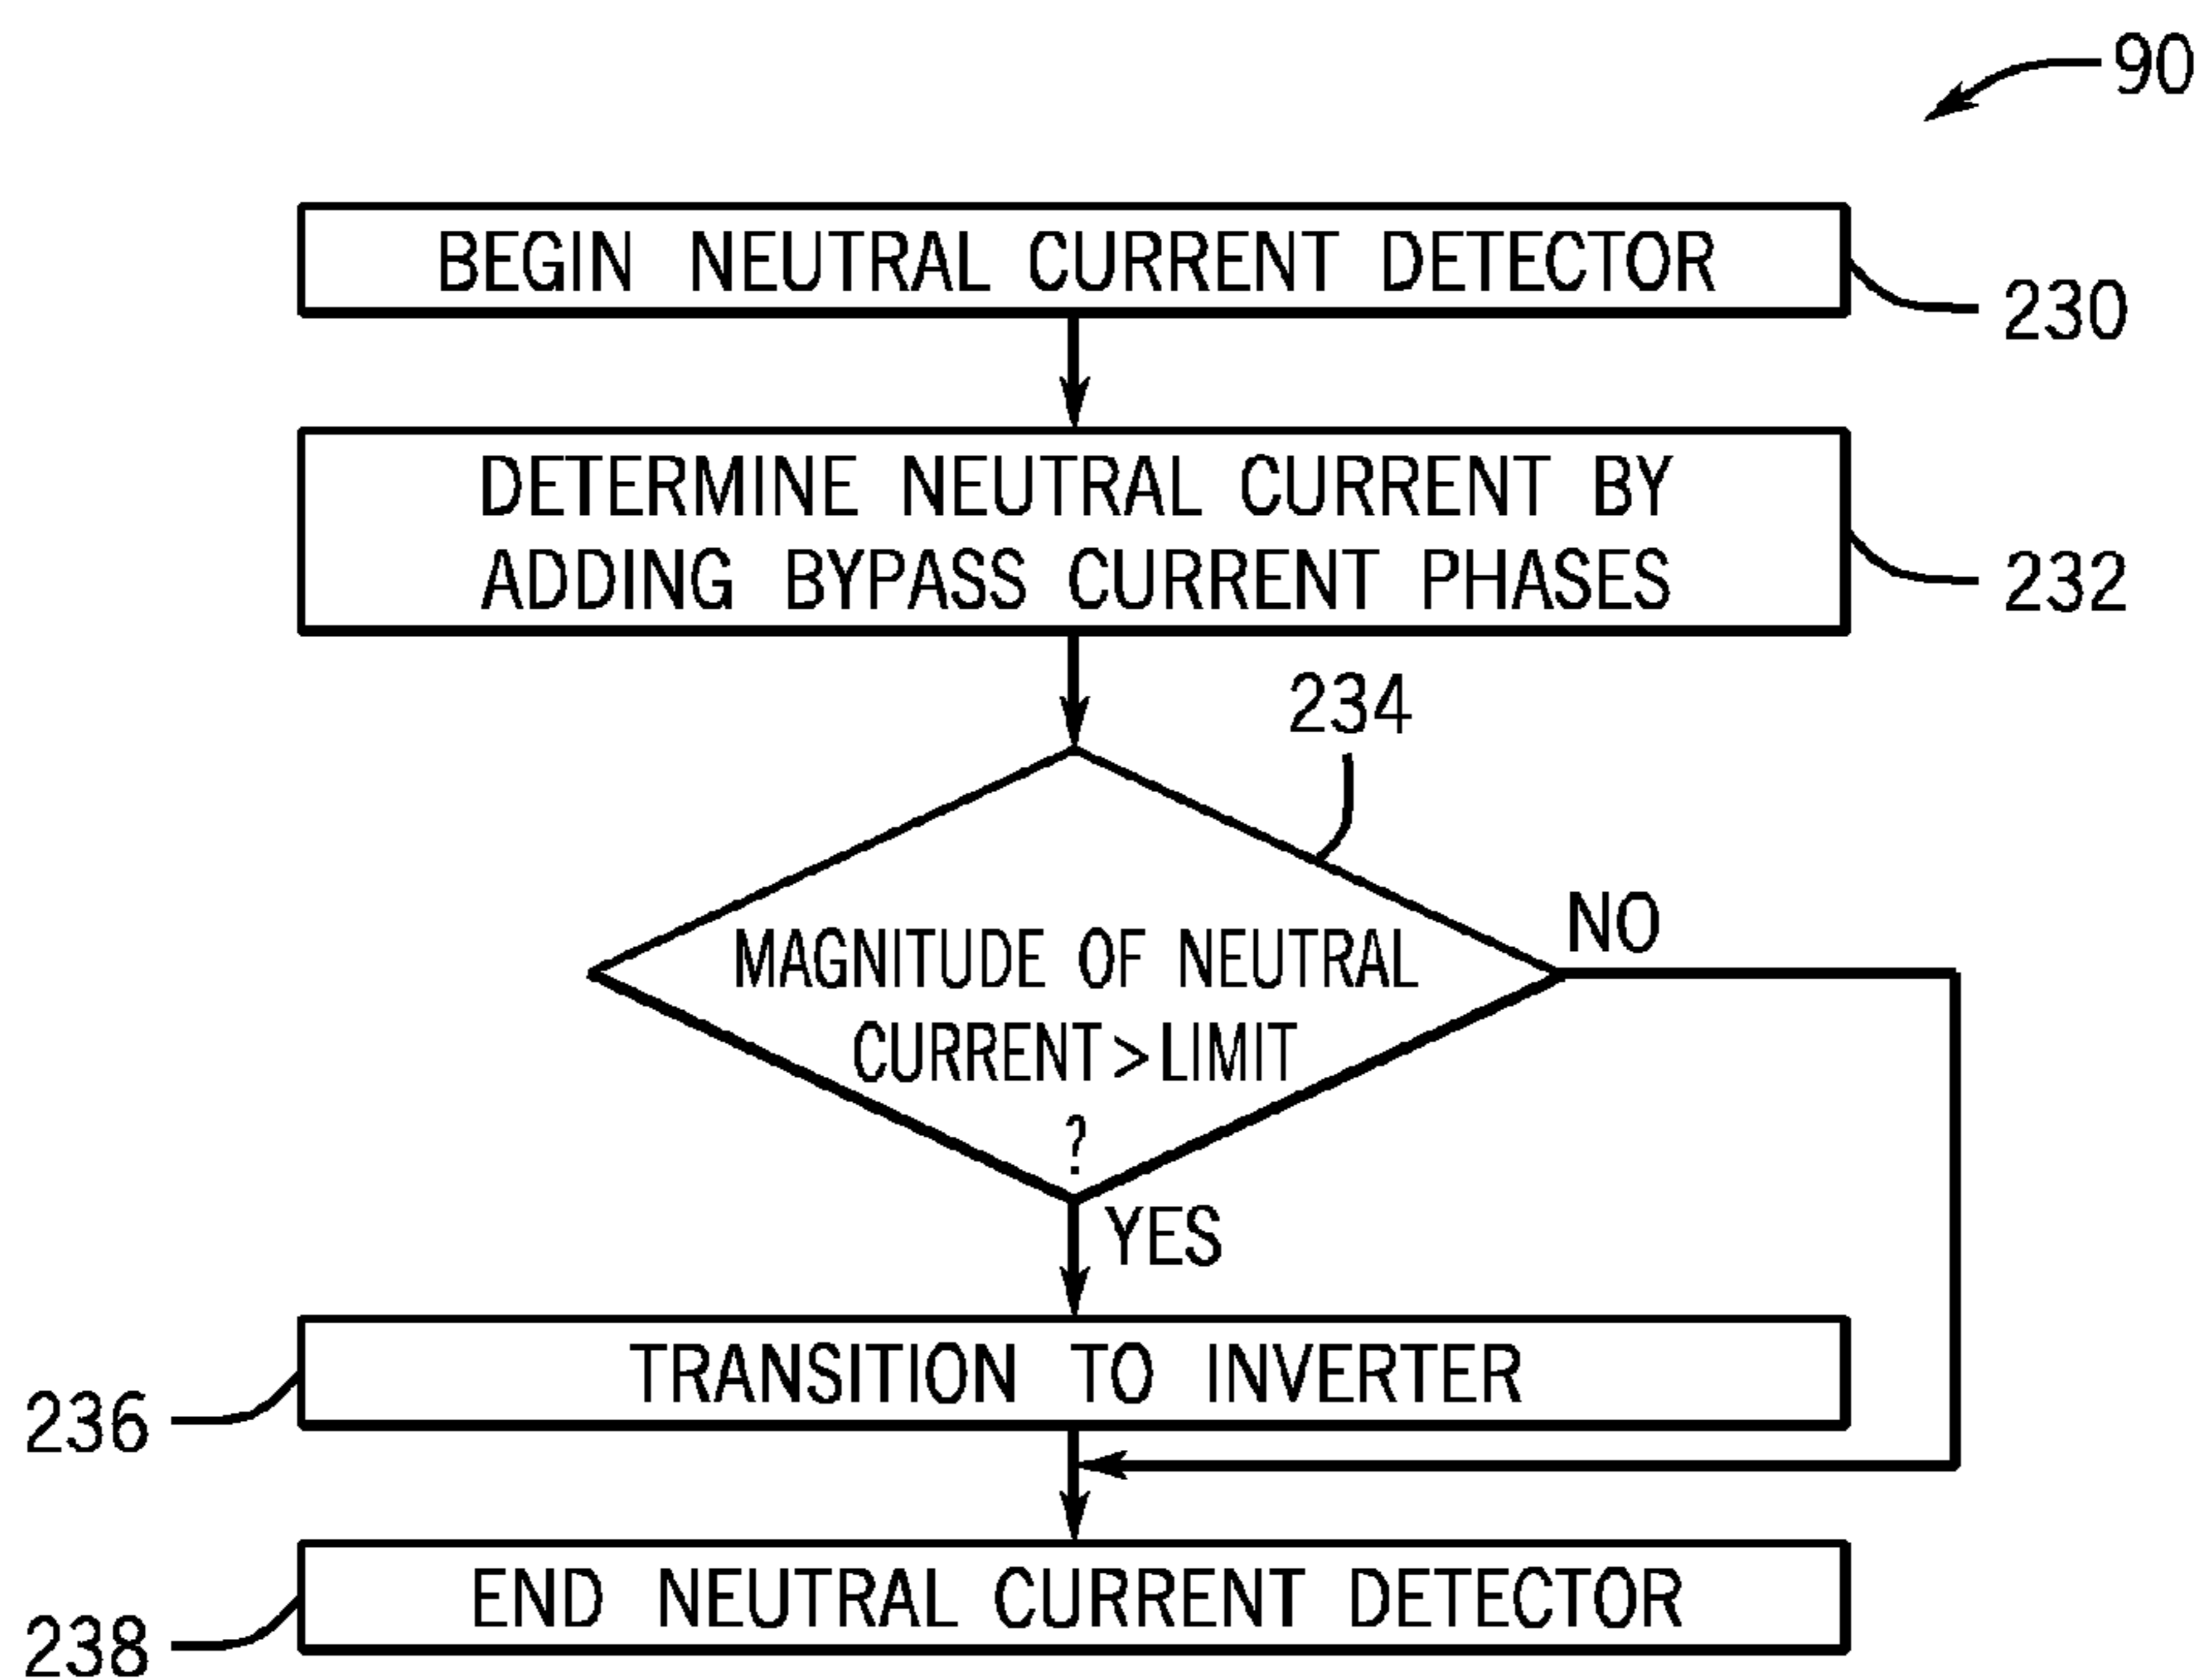 90
BEGIN NEUTRAL CURRENT DETECTOR
230
DETERMINE NEUTRAL CURRENT BY
ADDING BYPASS CURRENT PHASES
232
234
MAGNITUDE OF NEUTRAL
CURRENT>LIMIT
?
NO
YES
TRANSITION TO INVERTER
236
END NEUTRAL CURRENT DETECTOR
238